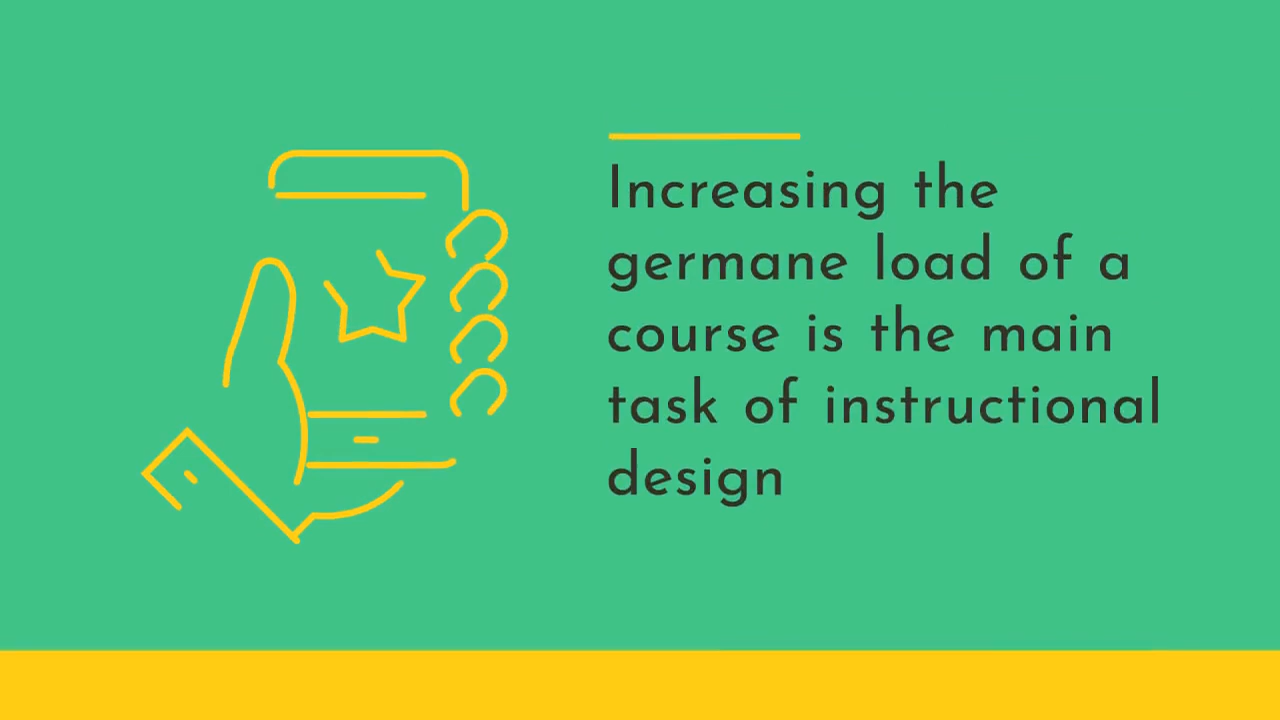 Increasing the
germane load of a
course is the main
task of instructional
design